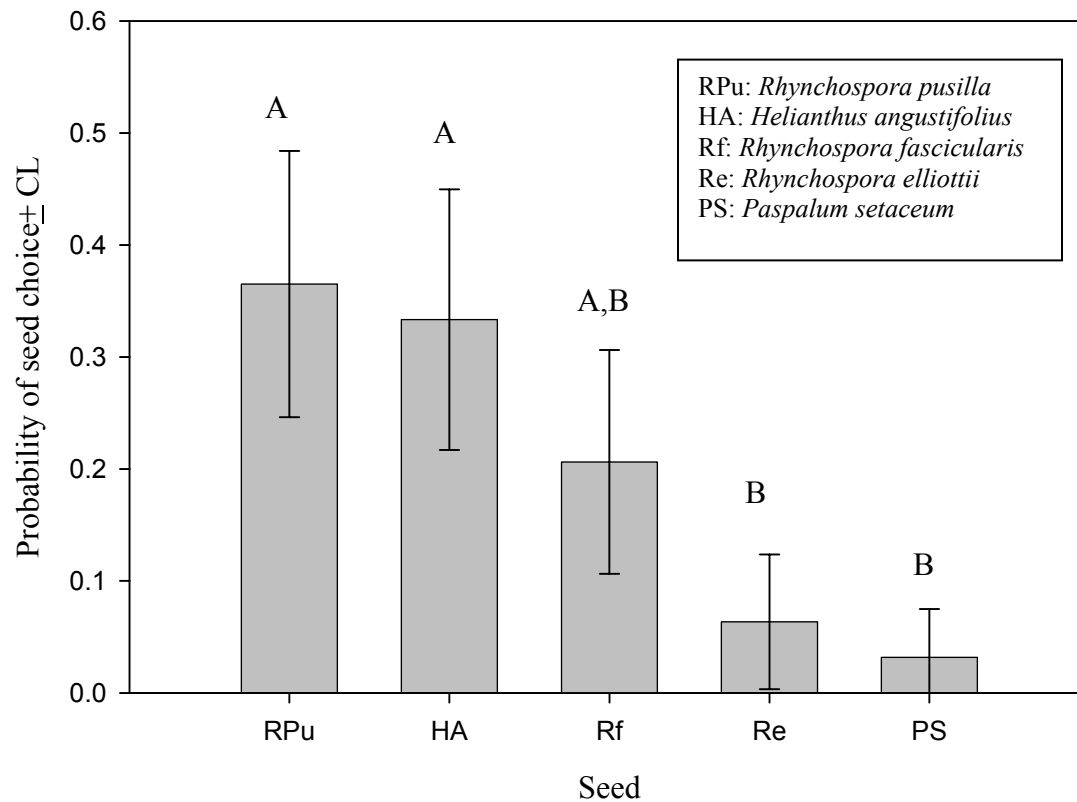 0.6
0.5
0.4
0.3
0.2
0.1
0.0
Probability of seed choice± CL
RPu: Rhynchospora pusilla
HA: Helianthus angustifolius
Rf: Rhynchospora fascicularis
Re: Rhynchospora elliottii
PS: Paspalum setaceum
A
A
A,B
B
B
RPu
HA
Rf
Re
PS
Seed